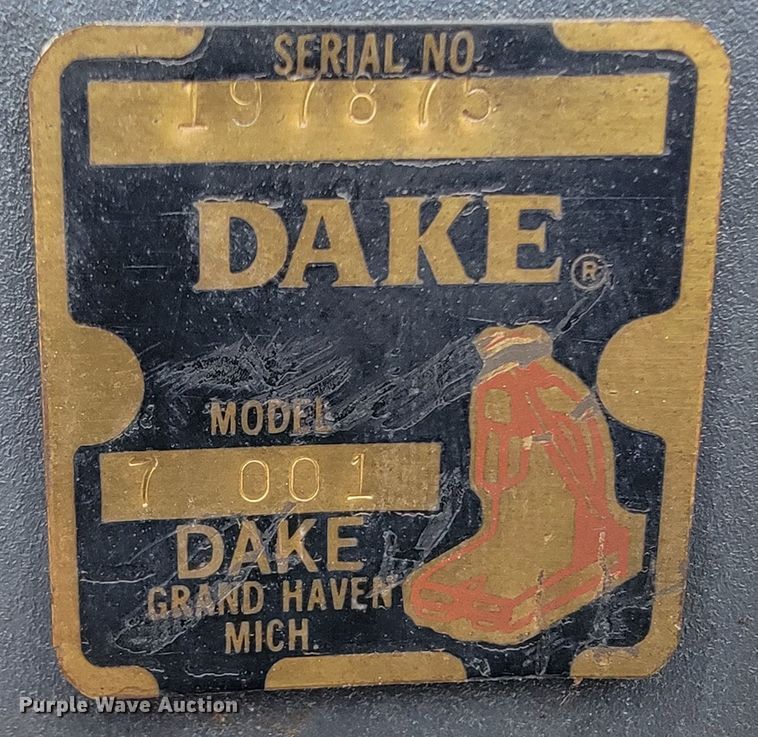 SERIAL NO.
197875
DAKE®
MODEL
7 001
DAKE
GRAND HAVEN
MICH.
Purple Wave Auction